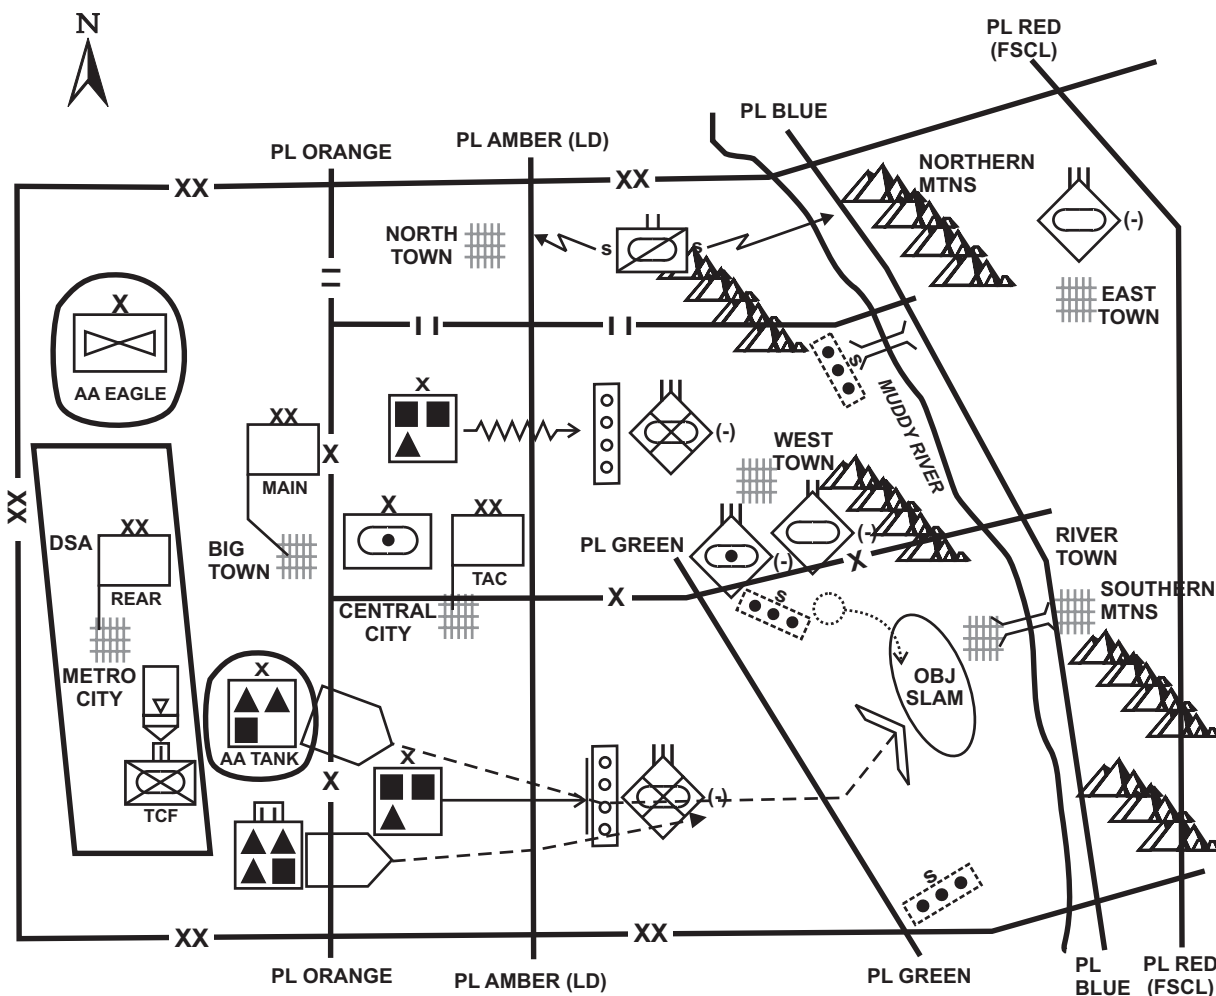 N
PL RED
(FSCL)
PL BLUE
PL AMBER (LD)
PL ORANGE
XX
XX
NORTHERN
MTNS
(-)
NORTH
TOWN
s
s
EAST
TOWN
X
AA EAGLE
s
MUDDY RIVER
X
(-)
XX
MAIN
X
WEST
TOWN
XX
DSA
XX
REAR
BIG
TOWN
X
XX
TAC
PL GREEN
(-)
(-)
X
RIVER
TOWN
CENTRAL
CITY
X
s
SOUTHERN
MTNS
METRO
CITY
X
AA TANK
OBJ
SLAM
X
X
(-)
TCF
s
XX
XX
PL ORANGE
PL AMBER (LD)
PL GREEN
PL
BLUE
PL RED
(FSCL)